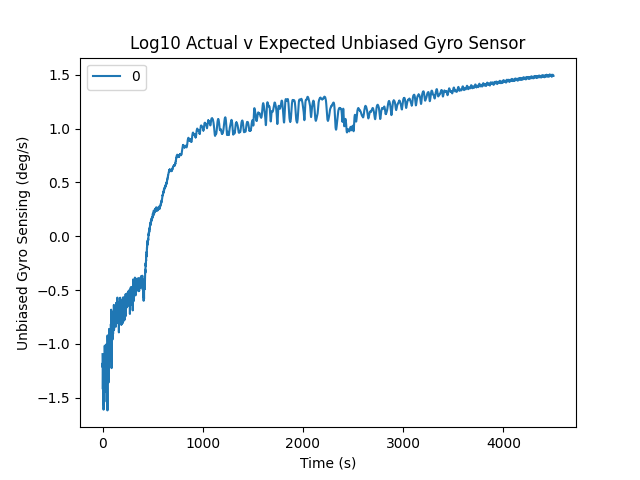 Log10 Actual v Expected Unbiased Gyro Sensor
0
1.5
1.0
0.5
0.0
−0.5
−1.0
−1.5
Unbiased Gyro Sensing (deg/s)
0 1000 2000 3000 4000
Time (s)